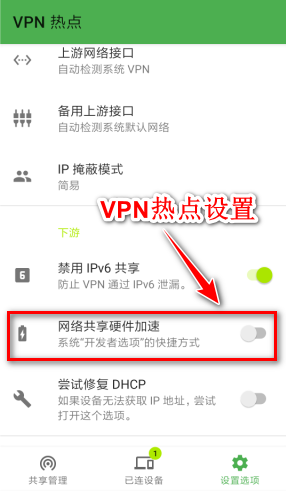 VPN 热点
上游网络接口
自动检测系统 VPN
备用上游接口
自动检测系统默认网络
IP 掩蔽模式
简易
VPN热点设置
下游
6
禁用 IPv6 共享
防止 VPN 通过 IPv6 泄漏。
网络共享硬件加速
系统“开发者选项”的快捷方式
尝试修复 DHCP
如果设备无法获取 IP 地址，尝试
打开这个选项。
1
共享管理 已连设备 设置选项